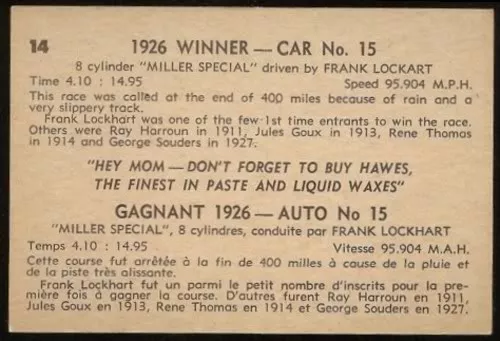 14
1926 WINNER — CAR No. 15
8 cylinder "MILLER SPECIAL" driven by FRANK LOCKART
Time 4.10 : 14.95 Speed 95.904 M.P.H.
This race was called at the end of 400 miles because of rain and a
very slippery track.
Frank Lockhart was one of the few 1st time entrants to win the race.
Others were Ray Harroun in 1911, Jules Goux in 1913, Rene Thomas
in 1914 and George Souders in 1927.
"HEY MOM — DON'T FORGET TO BUY HAWES,
THE FINEST IN PASTE AND LIQUID WAXES"
GAGNANT 1926 — AUTO No 15
"MILLER SPECIAL", 8 cylindres, conduite par FRANK LOCKHART
Temps 4.10 : 14.95 Vitesse 95.904 M.A.H.
Cette course fut arrêtée à la fin de 400 milles à cause de la pluie et
de la piste très alissante.
Frank Lockhart fut un parmi le petit nombre d'inscrits pour la pre-
mière fois à gagner la course. D'autres furent Ray Harroun en 1911,
Jules Goux en 1913, Rene Thomas en 1914 et George Souders en 1927.